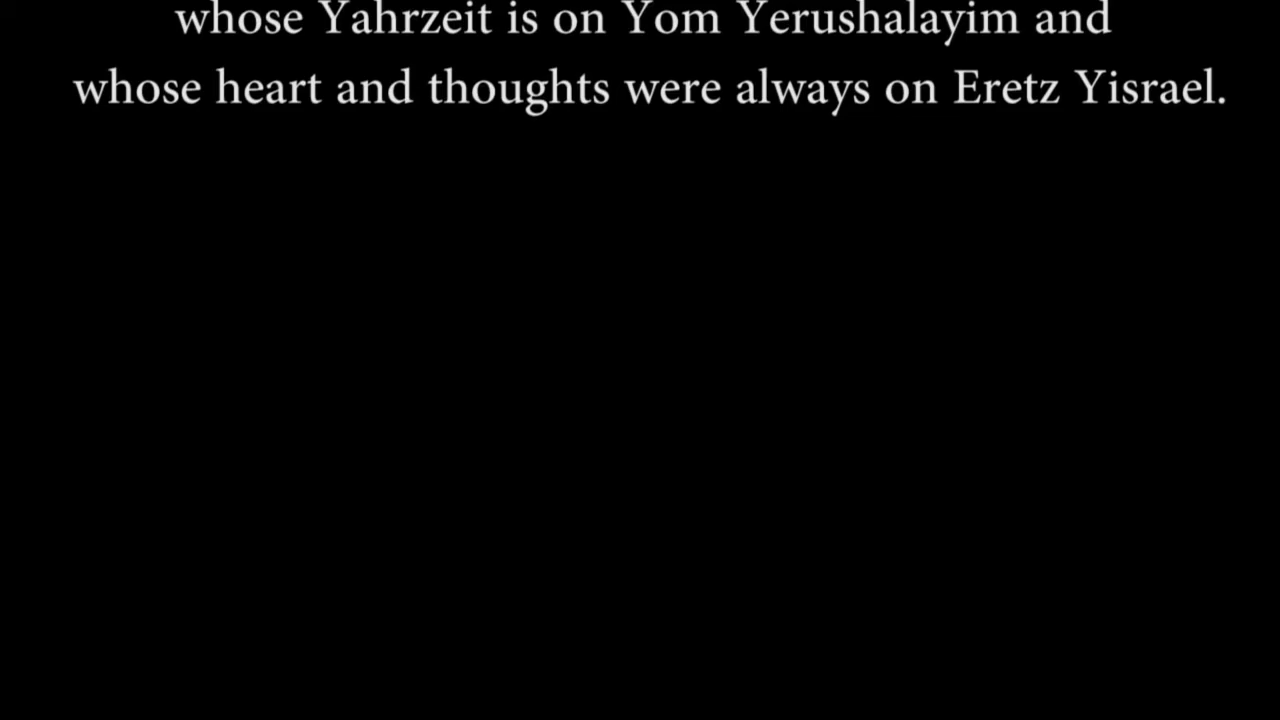 whose Yahrzeit is on Yom Yerushalayim and
whose heart and thoughts were always on Eretz Yisrael.